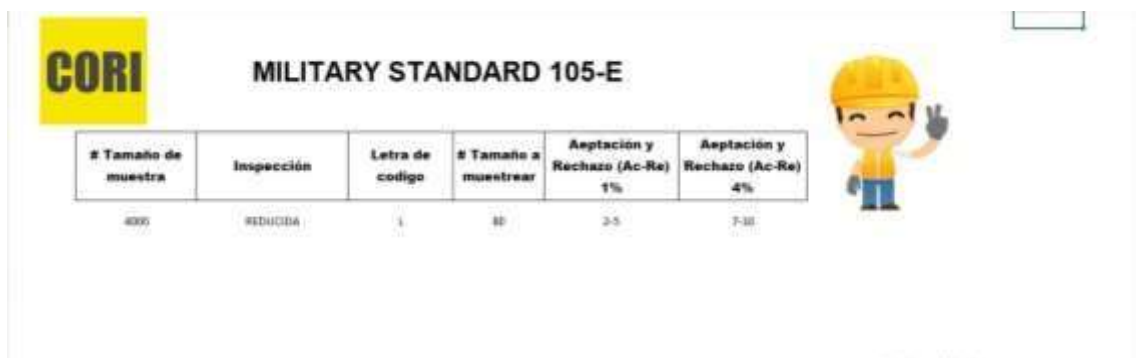 CORI
MILITARY STANDARD 105-E
# Tamaño de muestra
Inspección
Letra de codigo
# Tamaño a muestrear
Aeptación y Rechazo (Ac-Re) 1%
Aeptación y Rechazo (Ac-Re) 4%
4000 REDUCIDA L 80 2-5 7-10